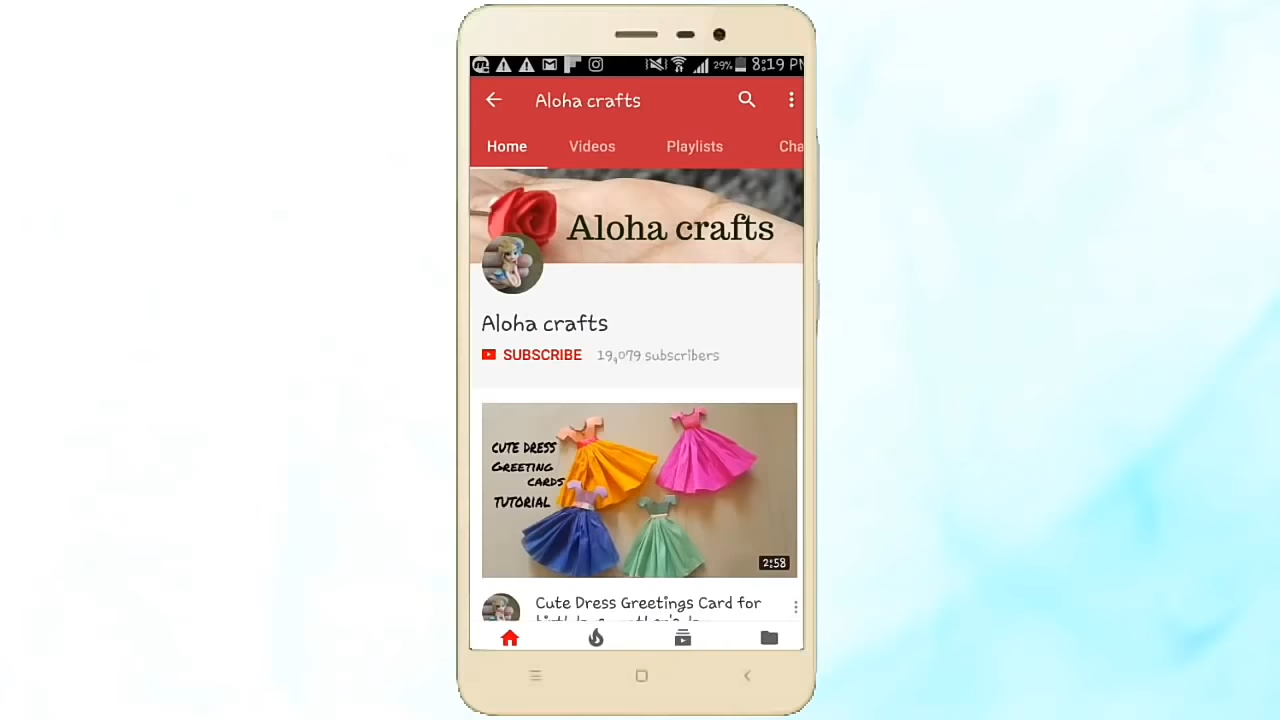 29% 8:19 PM
Aloha crafts
Home Videos Playlists Cha
Aloha crafts
Aloha crafts
SUBSCRIBE 19,079 subscribers
CUTE DRESS
GREETING
CARDS
TUTORIAL
2:58
Cute Dress Greetings Card for